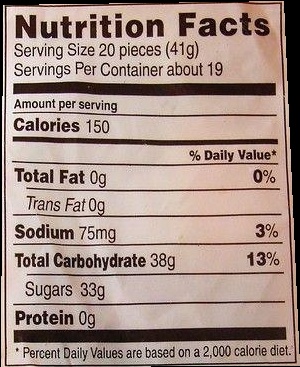 Nutrition Facts
Serving Size 20 pieces (41g)
Servings Per Container about 19
Amount per serving
Calories 150
% Daily Value*
Total Fat 0g 0%
Trans Fat 0g
Sodium 75mg 3%
Total Carbohydrate 38g 13%
Sugars 33g
Protein 0g
* Percent Daily Values are based on a 2,000 calorie diet.